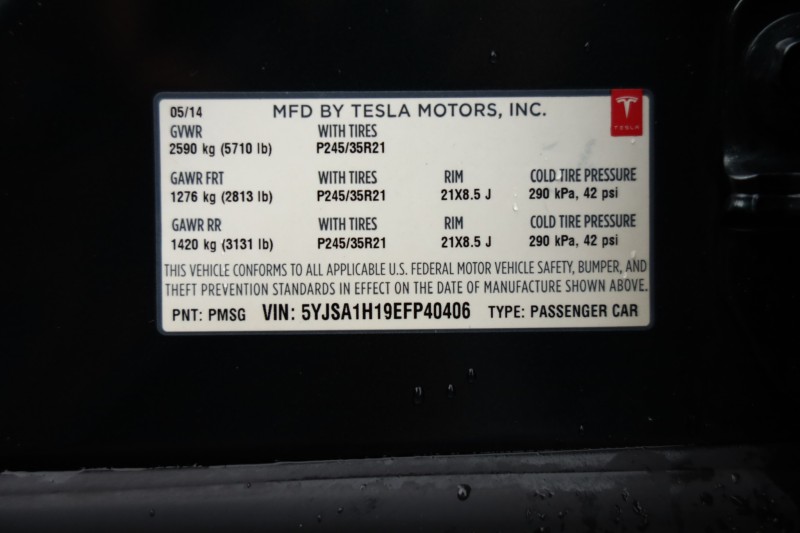 05/14 MFD BY TESLA MOTORS, INC. TESLA
GVWR WITH TIRES
2590 kg (5710 lb) P245/35R21
GAWR FRT WITH TIRES RIM COLD TIRE PRESSURE
1276 kg (2813 lb) P245/35R21 21X8.5 J 290 kPa, 42 psi
GAWR RR WITH TIRES RIM COLD TIRE PRESSURE
1420 kg (3131 lb) P245/35R21 21X8.5 J 290 kPa, 42 psi
THIS VEHICLE CONFORMS TO ALL APPLICABLE U.S. FEDERAL MOTOR VEHICLE SAFETY, BUMPER, AND
THEFT PREVENTION STANDARDS IN EFFECT ON THE DATE OF MANUFACTURE SHOWN ABOVE.
PNT: PMSG VIN: 5YJSA1H19EFP40406 TYPE: PASSENGER CAR